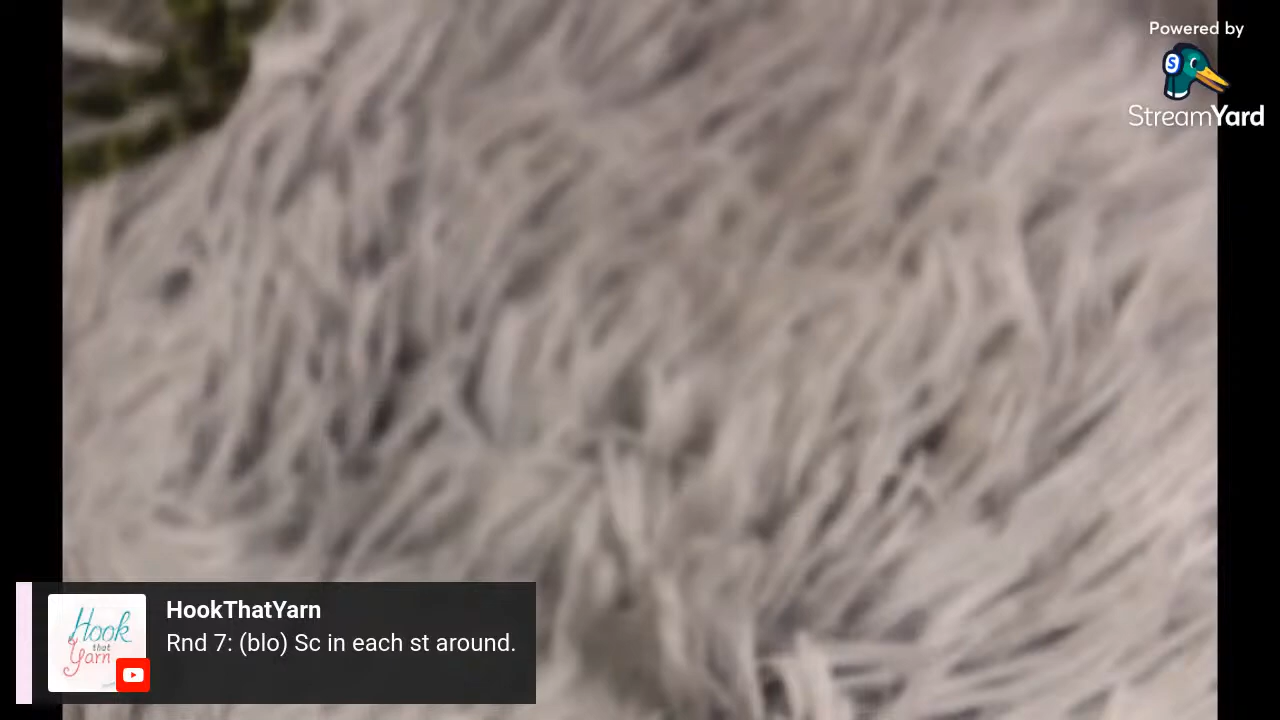 Powered by
StreamYard
Hook
that
Yarn
HookThatYarn
Rnd 7: (blo) Sc in each st around.